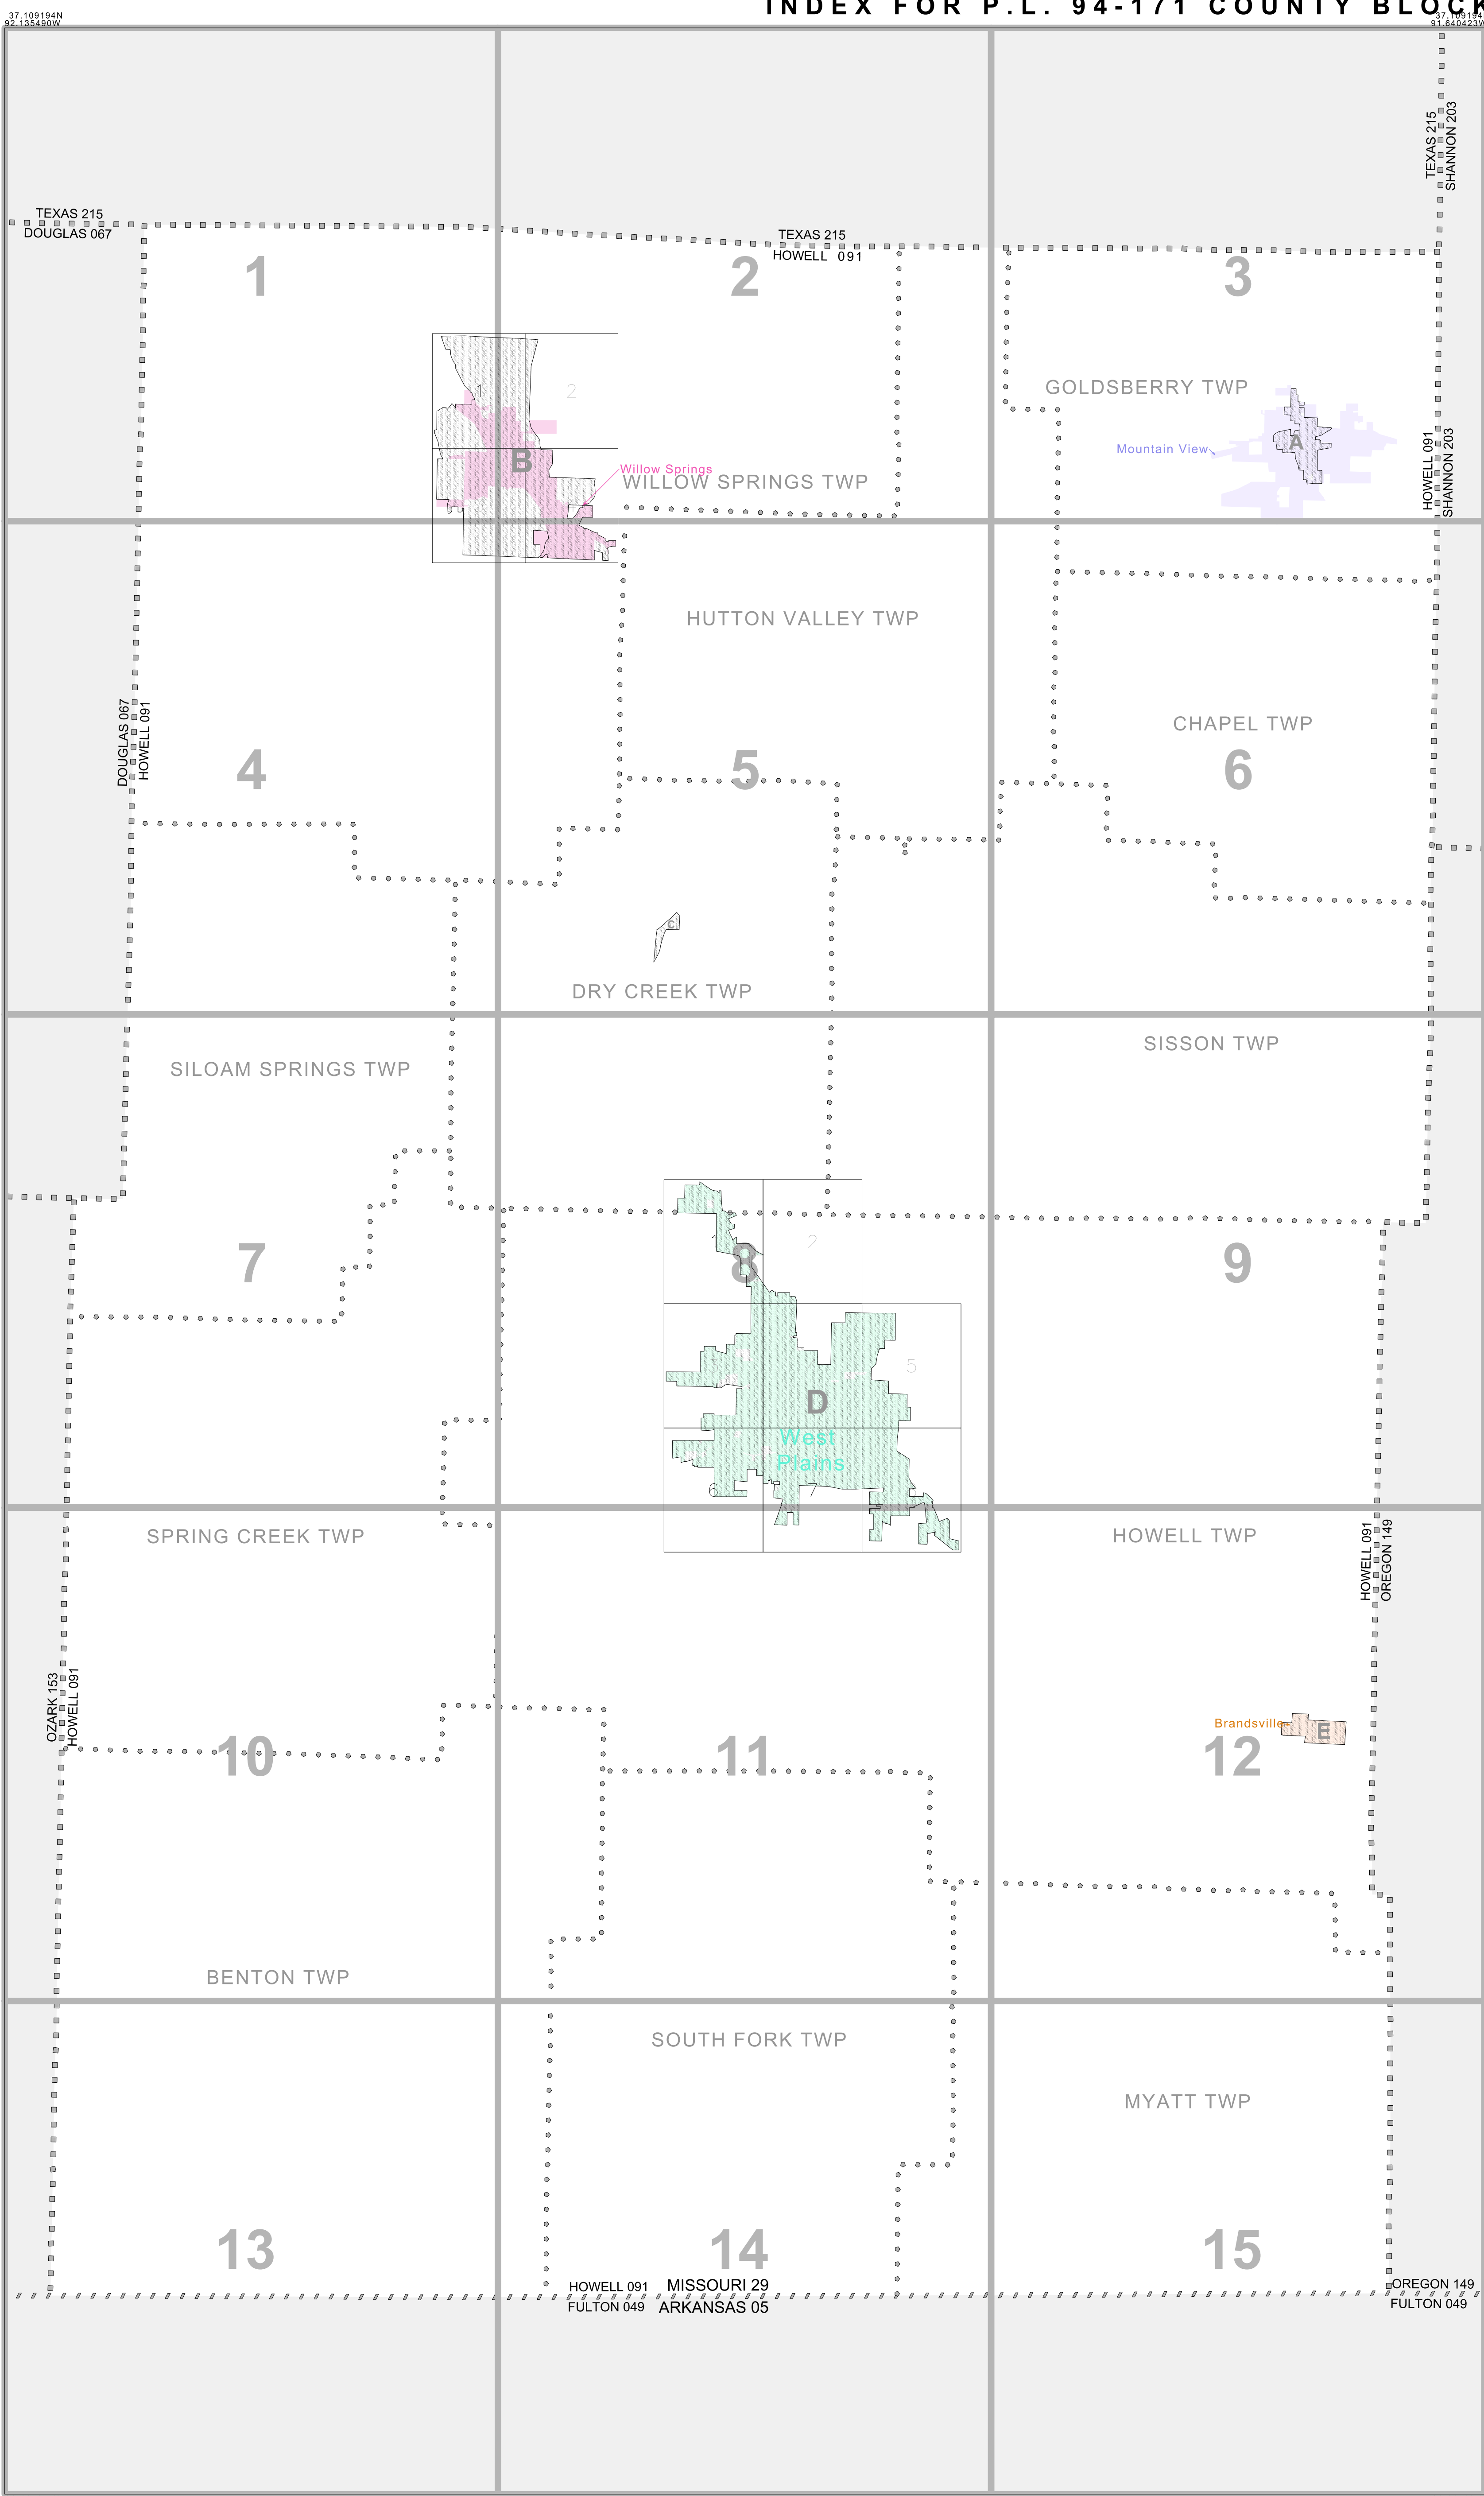 INDEX FOR P.L. 94-171 COUNTY BLOCK
37.109194N
92.135490W
37.109194
91.640423W
TEXAS 215
SHANNON 203
TEXAS 215
DOUGLAS 067
TEXAS 215
HOWELL 091
1
2
3
GOLDSBERRY TWP
1
2
Mountain View
A
HOWELL 091
SHANNON 203
B
Willow Springs
WILLOW SPRINGS TWP
3
4
HUTTON VALLEY TWP
DOUGLAS 067
HOWELL 091
CHAPEL TWP
4
5
6
C
DRY CREEK TWP
SISSON TWP
SILOAM SPRINGS TWP
7
1
8
2
9
3
4
5
D
West
Plains
6
7
SPRING CREEK TWP
HOWELL TWP
HOWELL 091
OREGON 149
OZARK 153
HOWELL 091
Brandsville
E
10
11
12
BENTON TWP
SOUTH FORK TWP
MYATT TWP
13
14
15
HOWELL 091 MISSOURI 29
FULTON 049 ARKANSAS 05
OREGON 149
FULTON 049